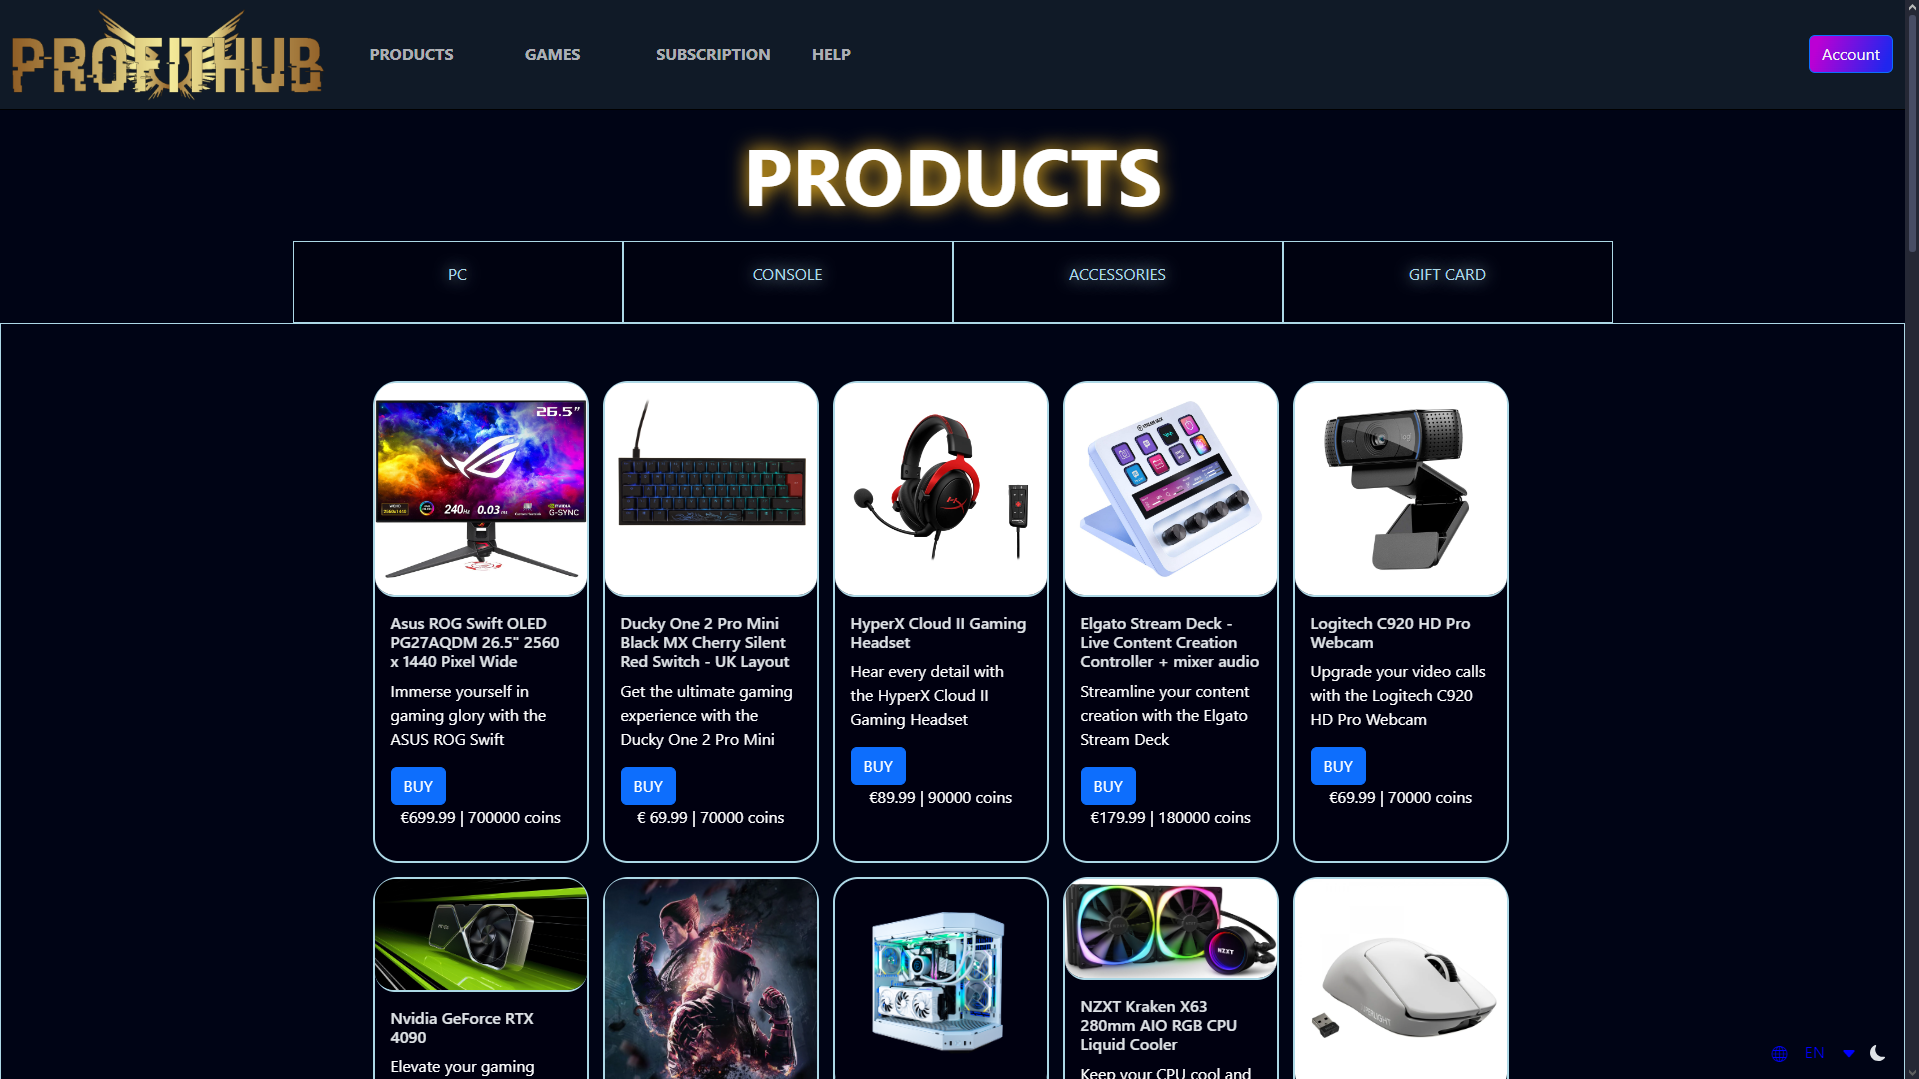 PROFITHUB
PRODUCTS
GAMES
SUBSCRIPTION
HELP
Account
PRODUCTS
PC
CONSOLE
ACCESSORIES
GIFT CARD
26.5"
240Hz 0.03 ms
NVIDIA
G-SYNC
Asus ROG Swift OLED
PG27AQDM 26.5" 2560
x 1440 Pixel Wide
Immerse yourself in
gaming glory with the
ASUS ROG Swift
BUY
€699.99 | 700000 coins
Ducky One 2 Pro Mini
Black MX Cherry Silent
Red Switch - UK Layout
Get the ultimate gaming
experience with the
Ducky One 2 Pro Mini
BUY
€ 69.99 | 70000 coins
HyperX Cloud II Gaming
Headset
Hear every detail with
the HyperX Cloud II
Gaming Headset
BUY
€89.99 | 90000 coins
Elgato Stream Deck -
Live Content Creation
Controller + mixer audio
Streamline your content
creation with the Elgato
Stream Deck
BUY
€179.99 | 180000 coins
logi
Logitech C920 HD Pro
Webcam
Upgrade your video calls
with the Logitech C920
HD Pro Webcam
BUY
€69.99 | 70000 coins
Nvidia GeForce RTX
4090
Elevate your gaming
NZXT
NZXT Kraken X63
280mm AIO RGB CPU
Liquid Cooler
Keep your CPU cool and
EN